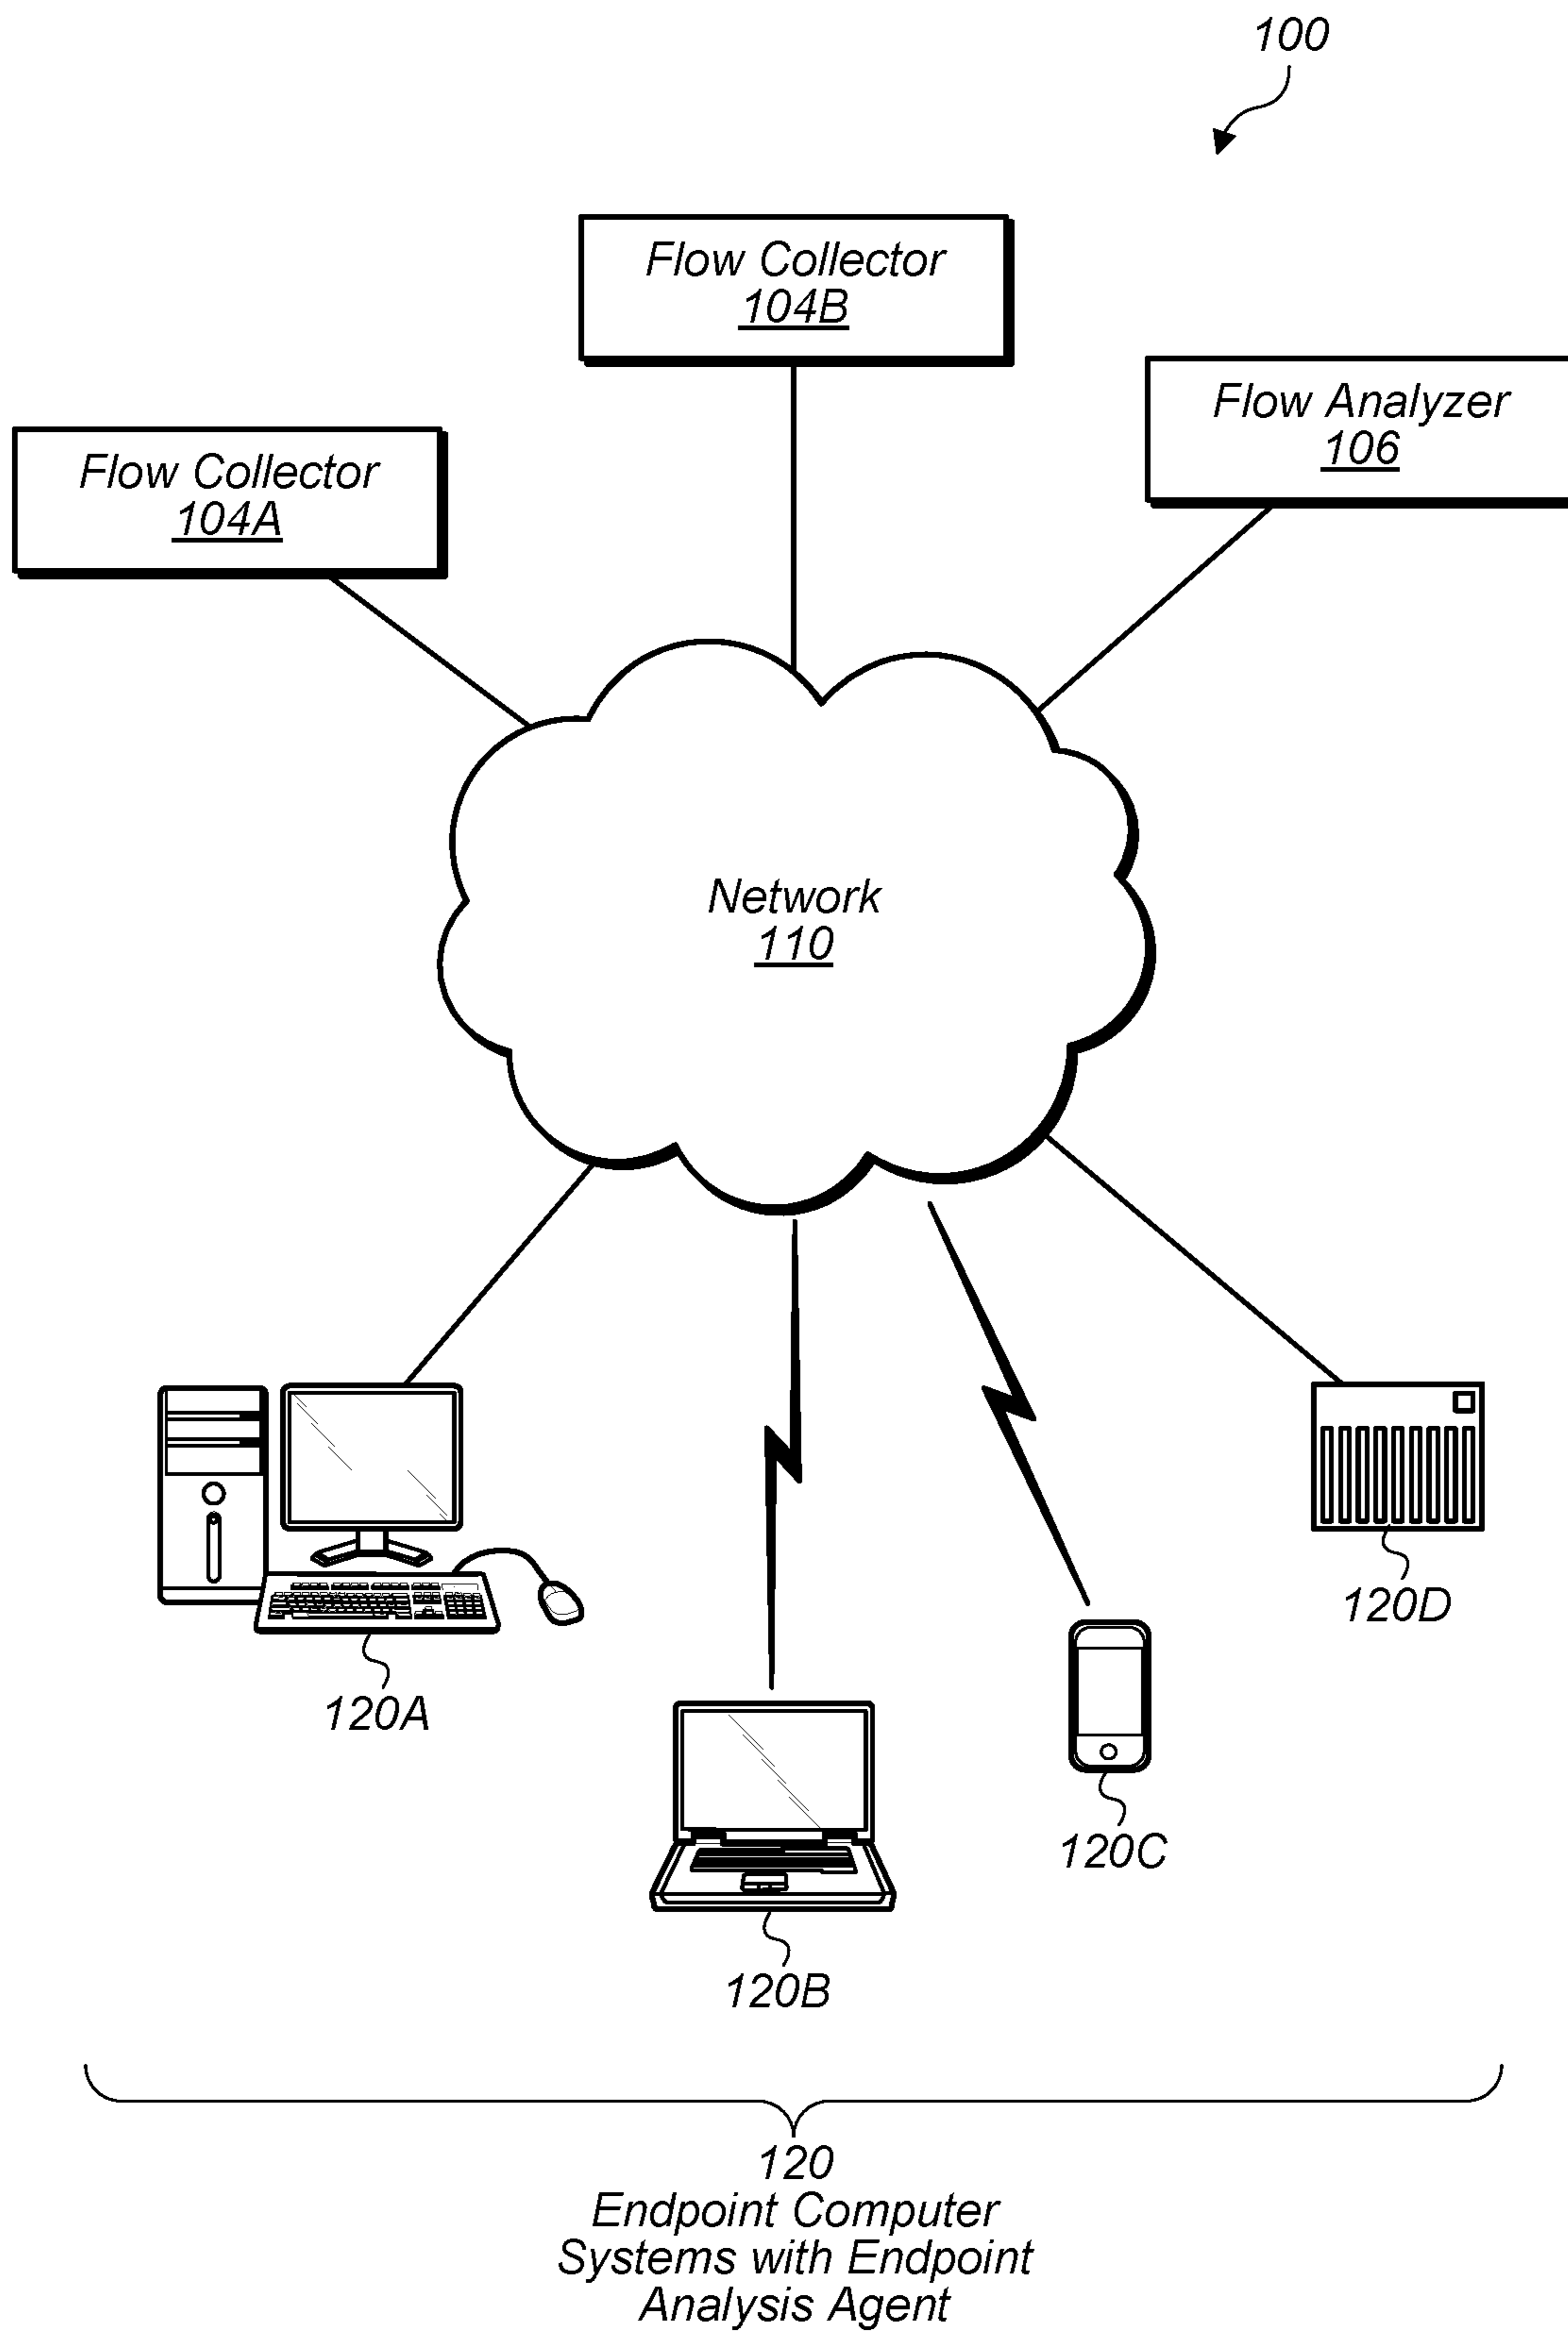 100
Flow Collector
104B
Flow Analyzer
106
Flow Collector
104A
Network
110
120D
120A
120C
120B
120
Endpoint Computer
Systems with Endpoint
Analysis Agent